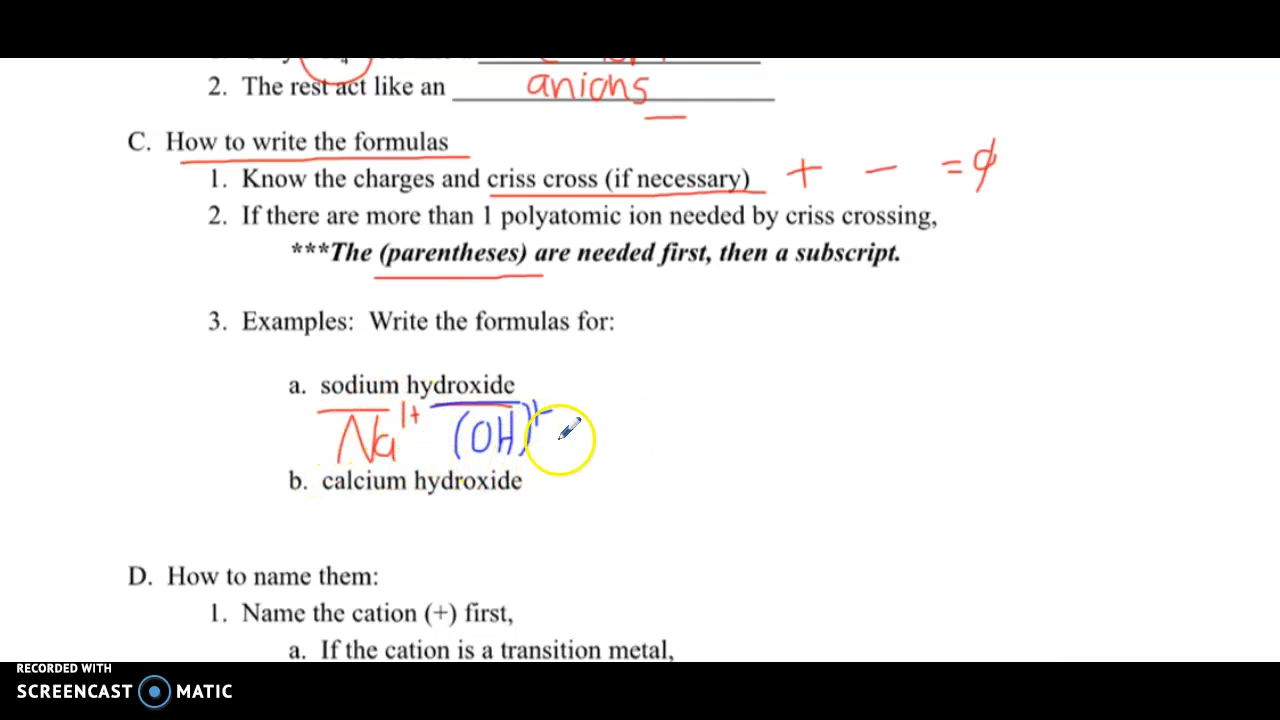 2. The rest act like an anions
C. How to write the formulas
1. Know the charges and criss cross (if necessary) + - =∅
2. If there are more than 1 polyatomic ion needed by criss crossing,
***The (parentheses) are needed first, then a subscript.
3. Examples: Write the formulas for:
a. sodium hydroxide
Na 1+ (OH) 1-
b. calcium hydroxide
D. How to name them:
1. Name the cation (+) first,
a. If the cation is a transition metal,
RECORDED WITH
SCREENCAST MATIC